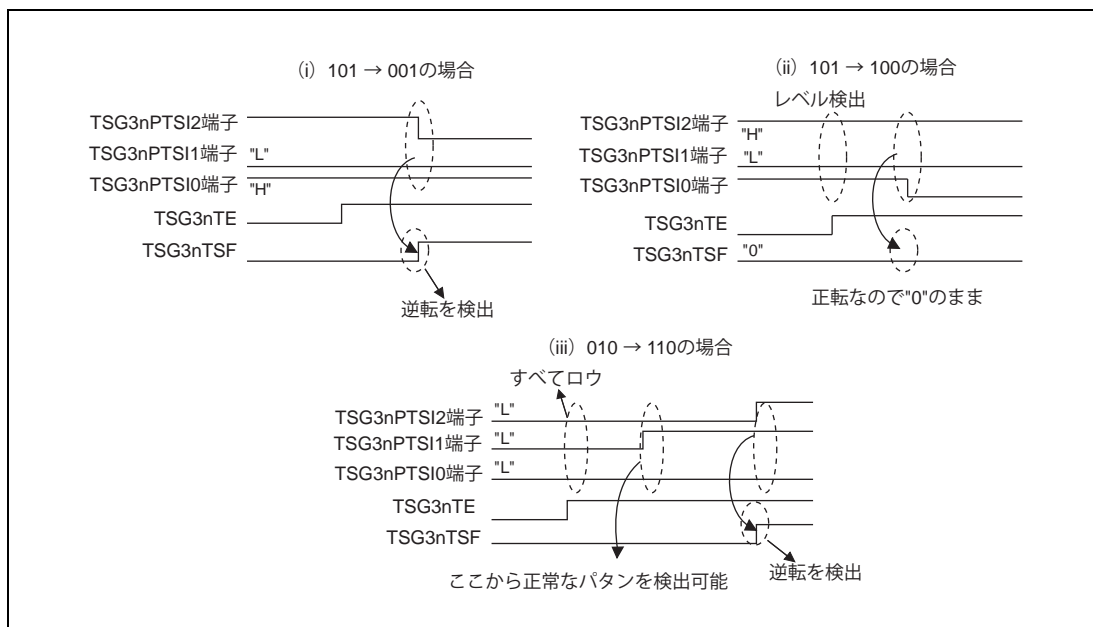 (i) 101 → 001の場合
TSG3nPTSI2端子
TSG3nPTSI1端子 "L"
TSG3nPTSI0端子 "H"
TSG3nTE
TSG3nTSF
逆転を検出
(ii) 101 → 100の場合
レベル検出
TSG3nPTSI2端子 "H"
TSG3nPTSI1端子 "L"
TSG3nPTSI0端子
TSG3nTE
TSG3nTSF "0"
正転なので"0"のまま
(iii) 010 → 110の場合
すべてロウ
TSG3nPTSI2端子 "L"
TSG3nPTSI1端子 "L"
TSG3nPTSI0端子 "L"
TSG3nTE
TSG3nTSF
ここから正常なパタンを検出可能
逆転を検出